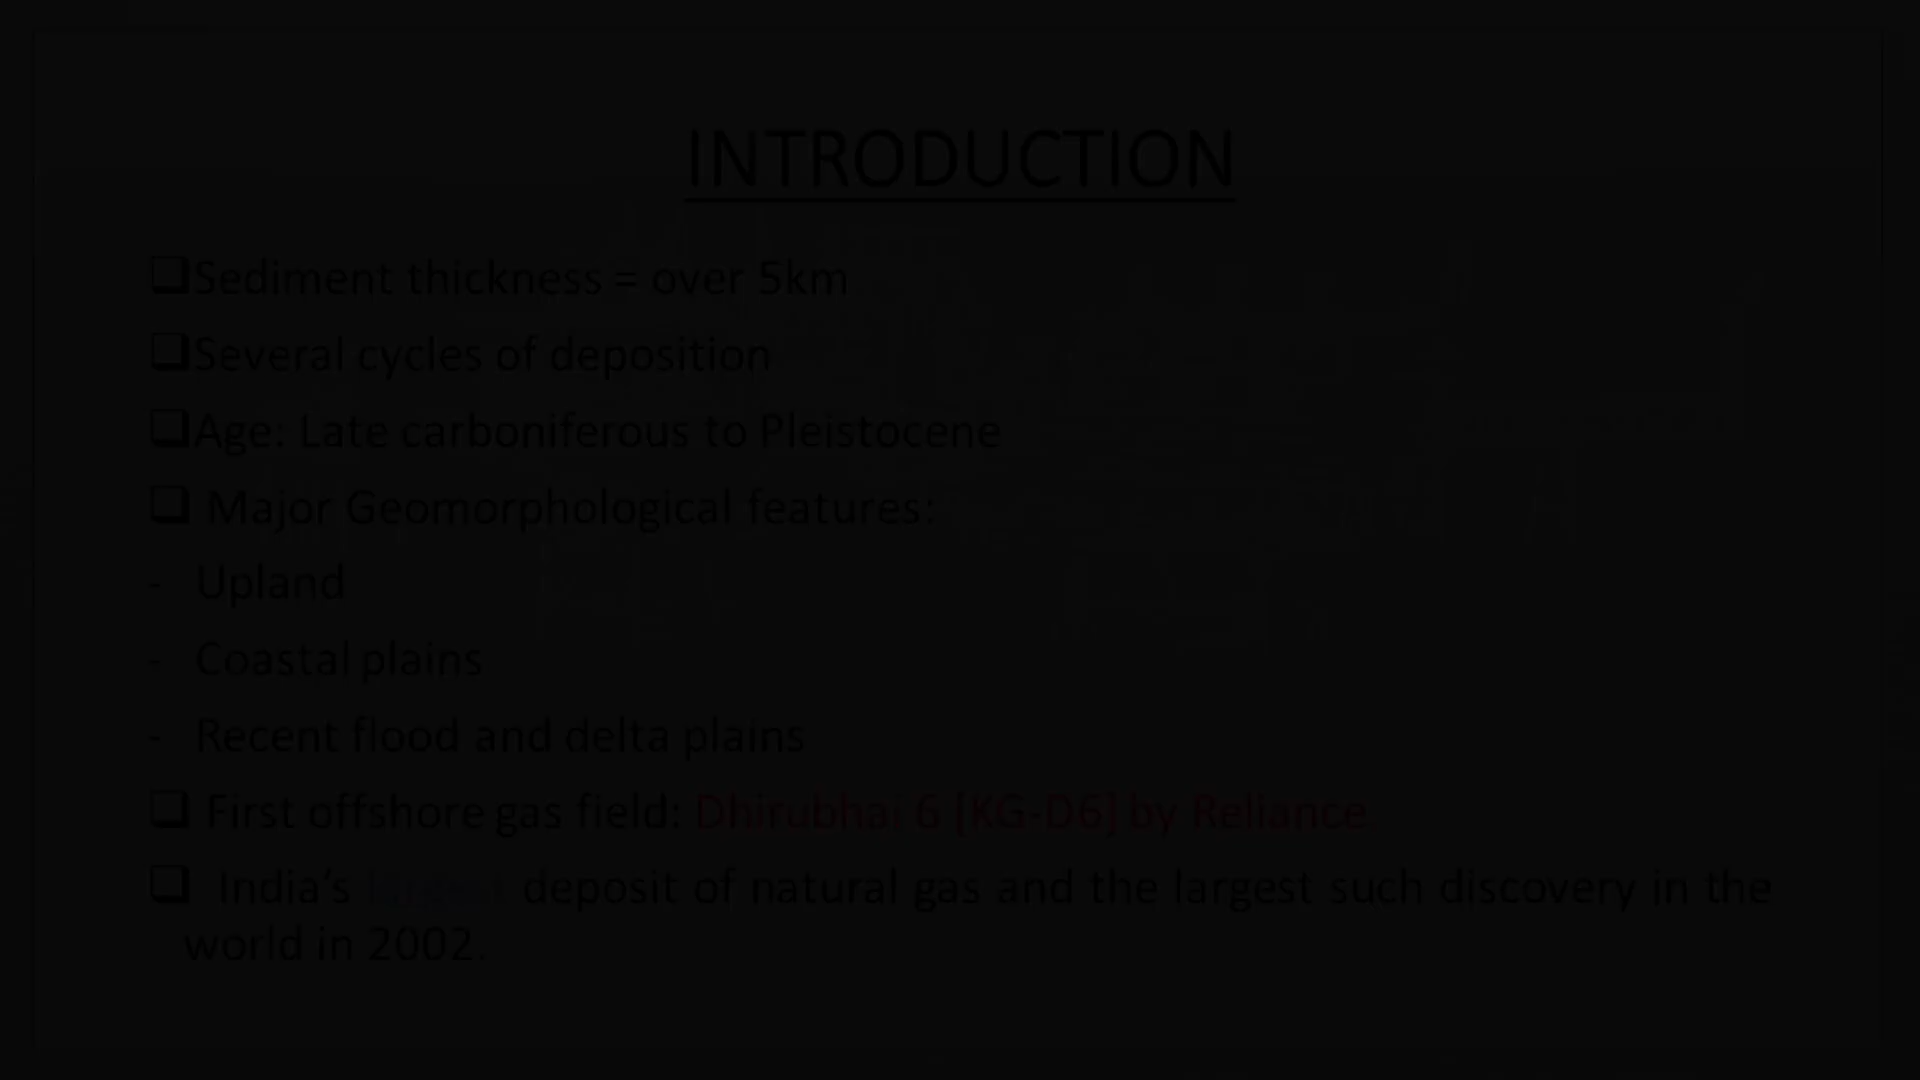 INTRODUCTION
❑Sediment thickness = over 5km
❑Several cycles of deposition
❑Age: Late carboniferous to Pleistocene
❑ Major Geomorphological features:
- Upland
- Coastal plains
- Recent flood and delta plains
❑ First offshore gas field: Dhirubhai 6 [KG-D6] by Reliance.
❑ India's largest deposit of natural gas and the largest such discovery in the
world in 2002.